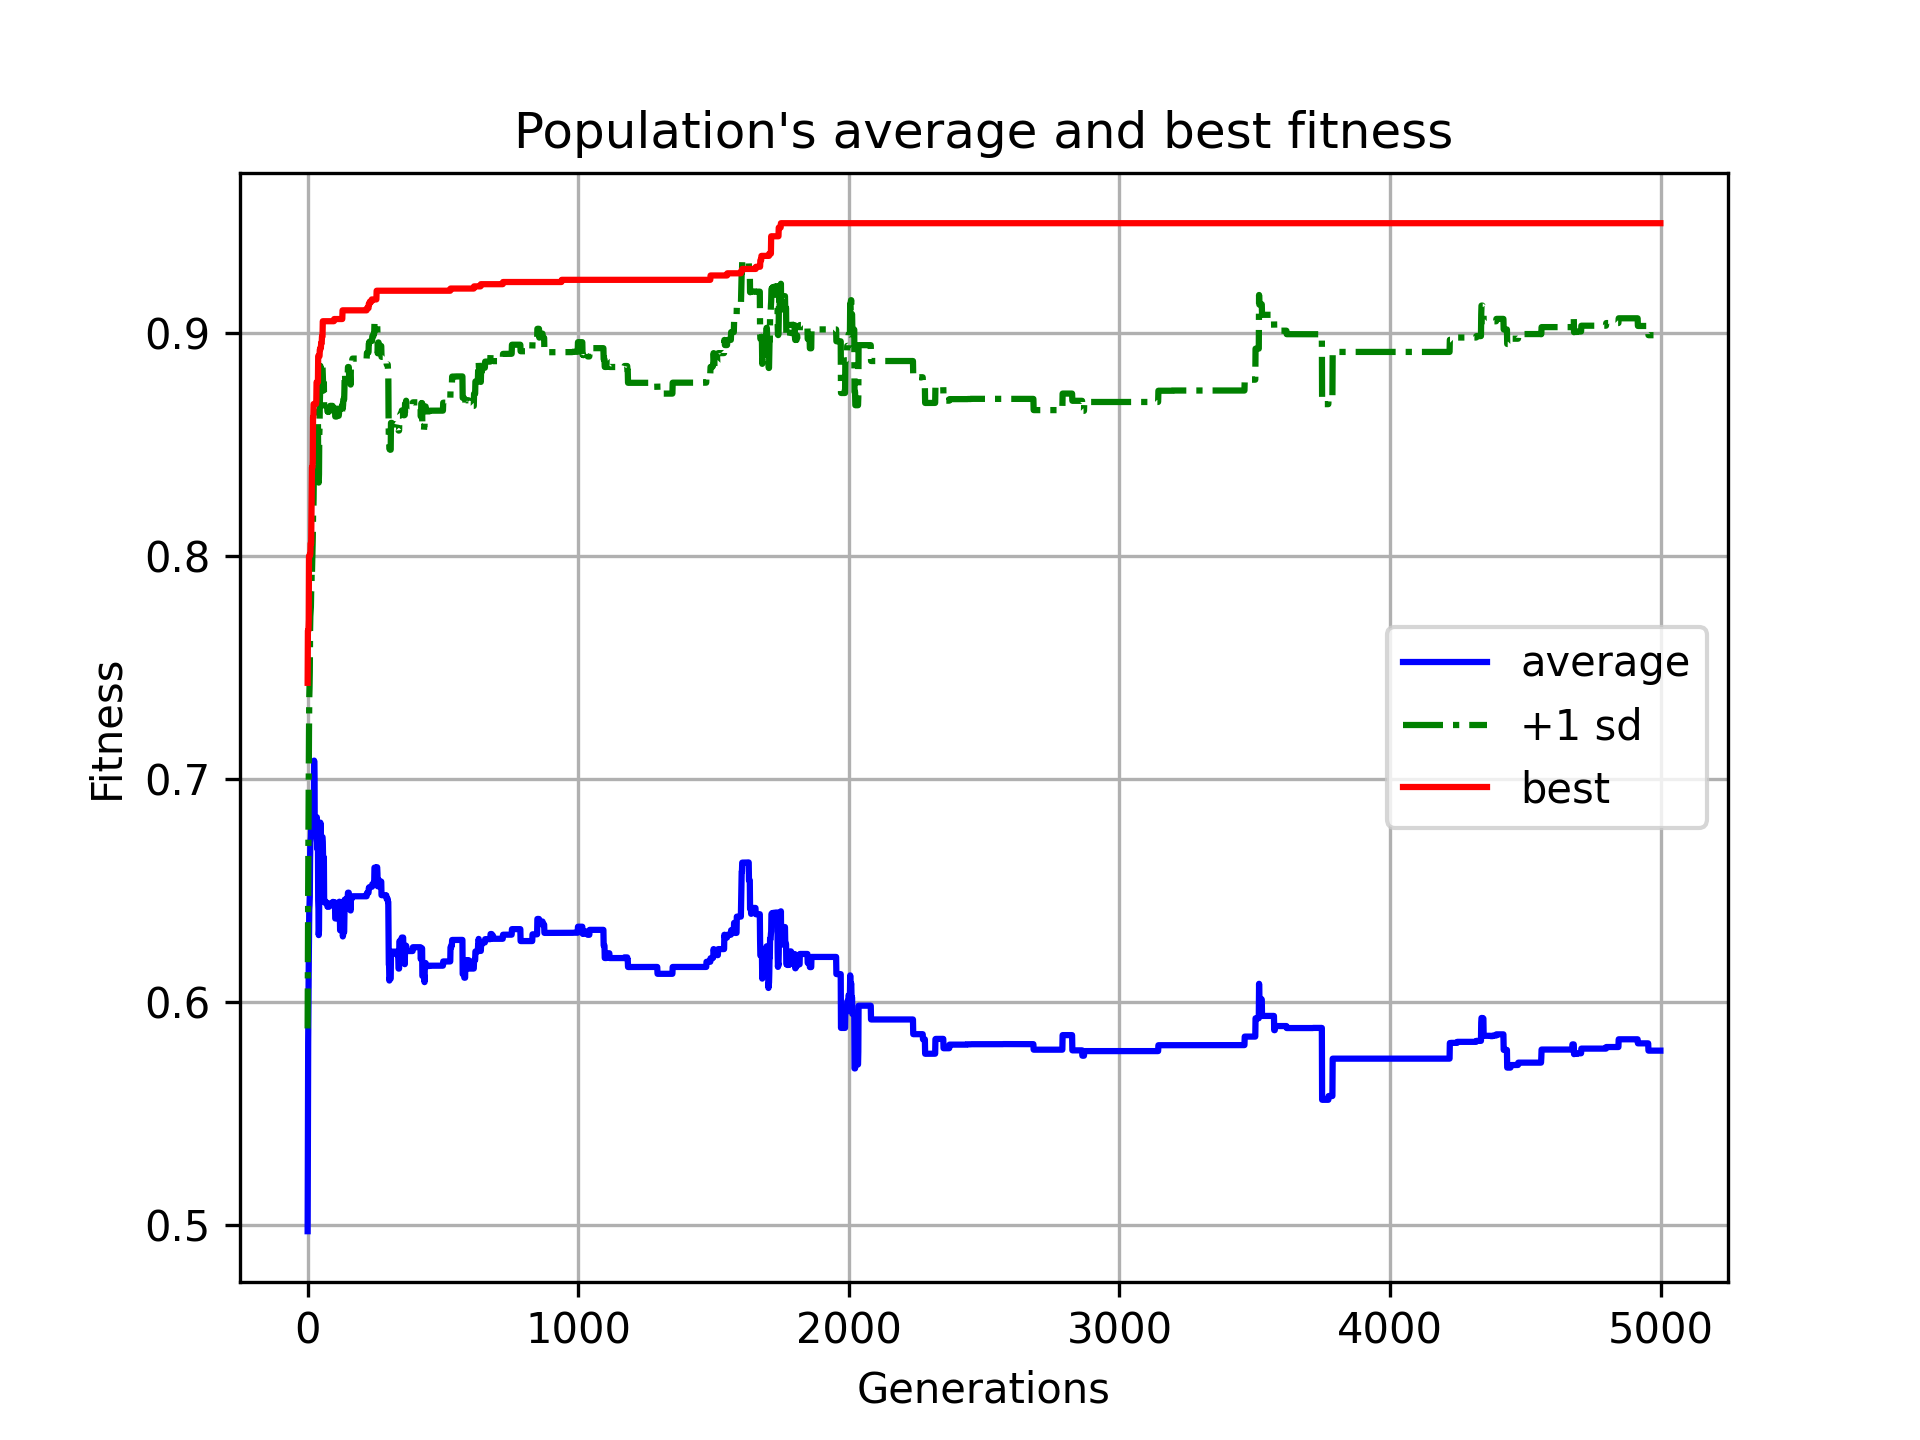 Population's average and best fitness
Fitness
0.9
0.8
0.7
0.6
0.5
average
+1 sd
best
0 1000 2000 3000 4000 5000
Generations